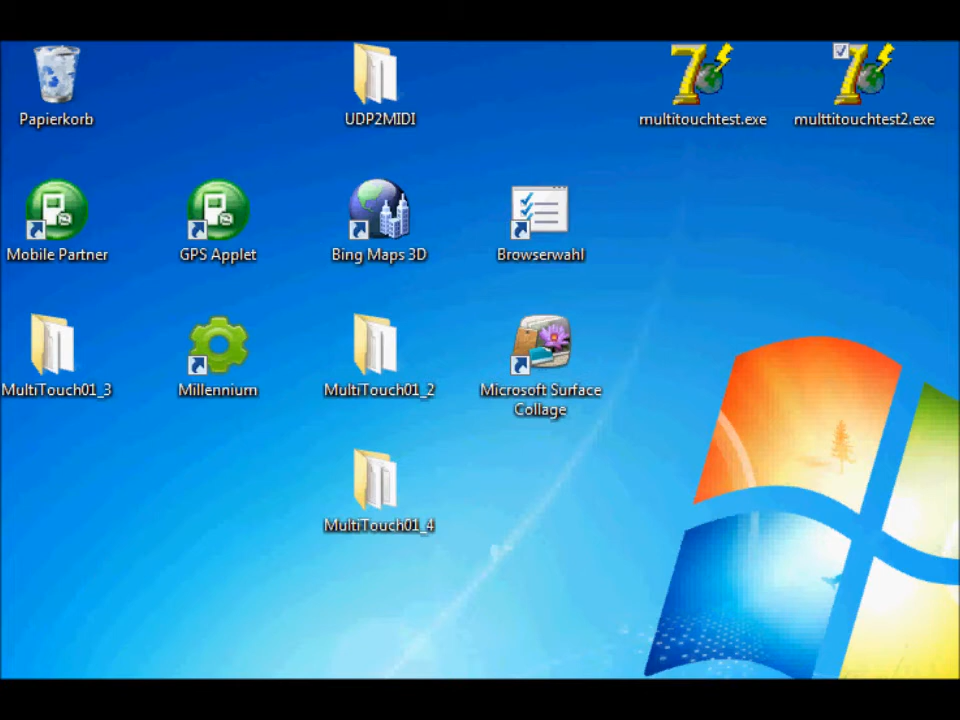 Papierkorb
UDP2MIDI
multitouchtest.exe
multtitouchtest2.exe
Mobile Partner
GPS Applet
Bing Maps 3D
Browserwahl
MultiTouch01_3
Millennium
MultiTouch01_2
Microsoft Surface
Collage
MultiTouch01_4